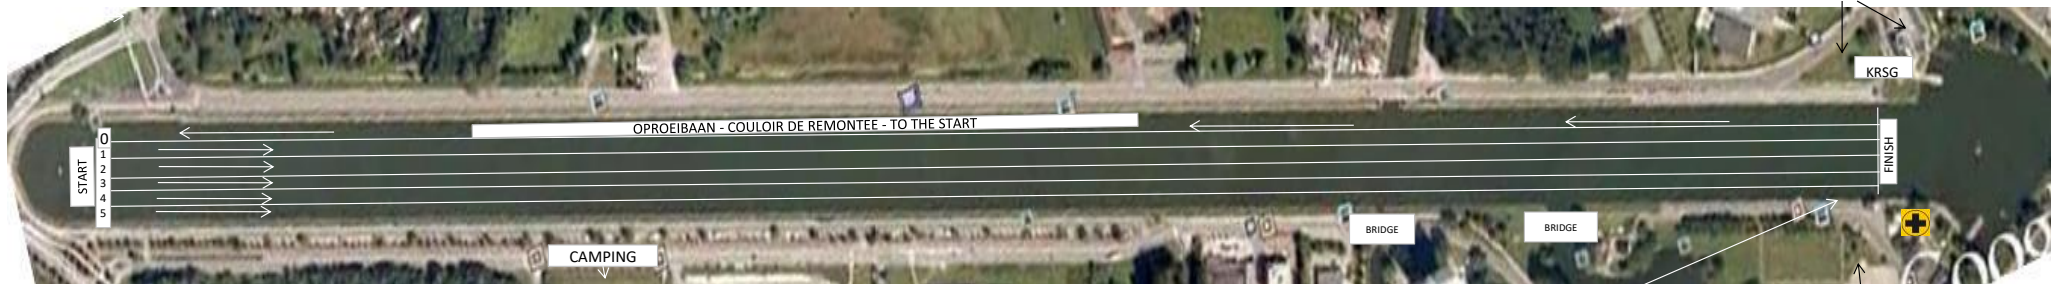 KRSG
OPROEIBAAN - COULOIR DE REMONTEE - TO THE START
0
1
2
3
4
5
START
FINISH
BRIDGE
BRIDGE
CAMPING